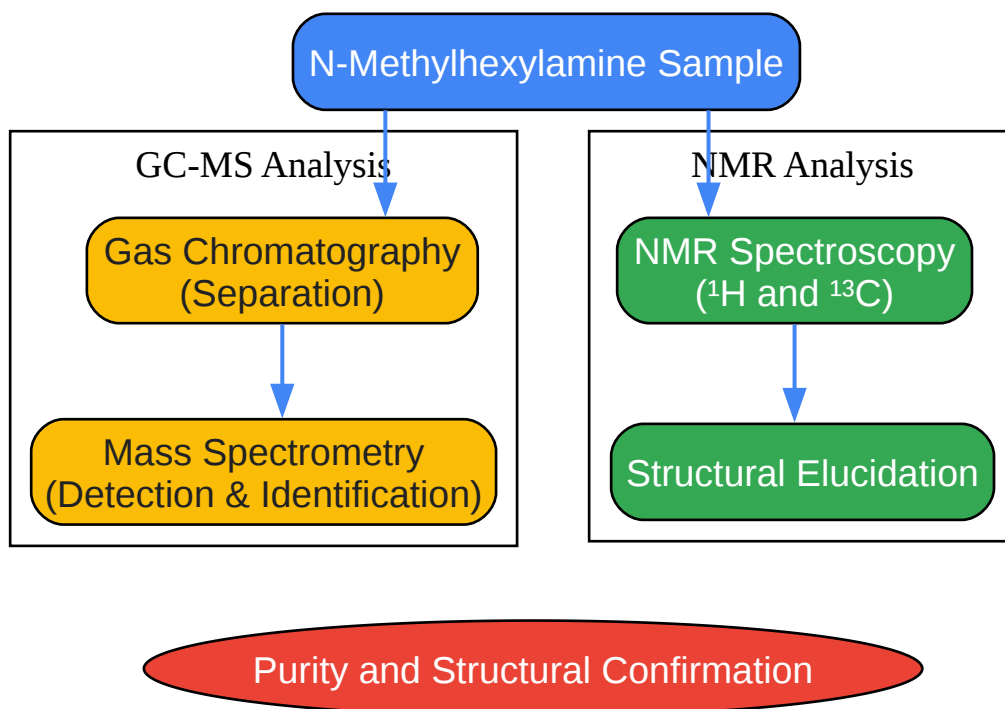 N-Methylhexylamine Sample
GC-MS Analysis
Gas Chromatography
(Separation)
Mass Spectrometry
(Detection & Identification)
NMR Analysis
NMR Spectroscopy
(¹H and ¹³C)
Structural Elucidation
Purity and Structural Confirmation